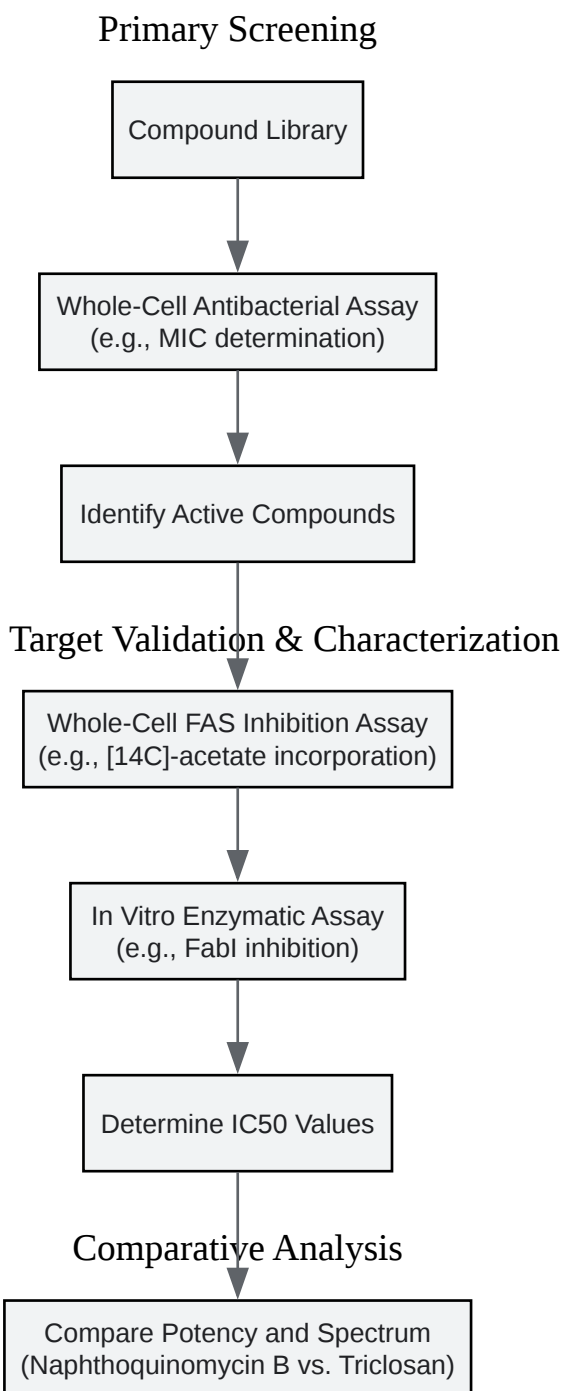 Primary Screening
Compound Library
Whole-Cell Antibacterial Assay
(e.g., MIC determination)
Identify Active Compounds
Target Validation & Characterization
Whole-Cell FAS Inhibition Assay
(e.g., [14C]-acetate incorporation)
In Vitro Enzymatic Assay
(e.g., FabI inhibition)
Determine IC50 Values
Comparative Analysis
Compare Potency and Spectrum
(Naphthoquinomycin B vs. Triclosan)